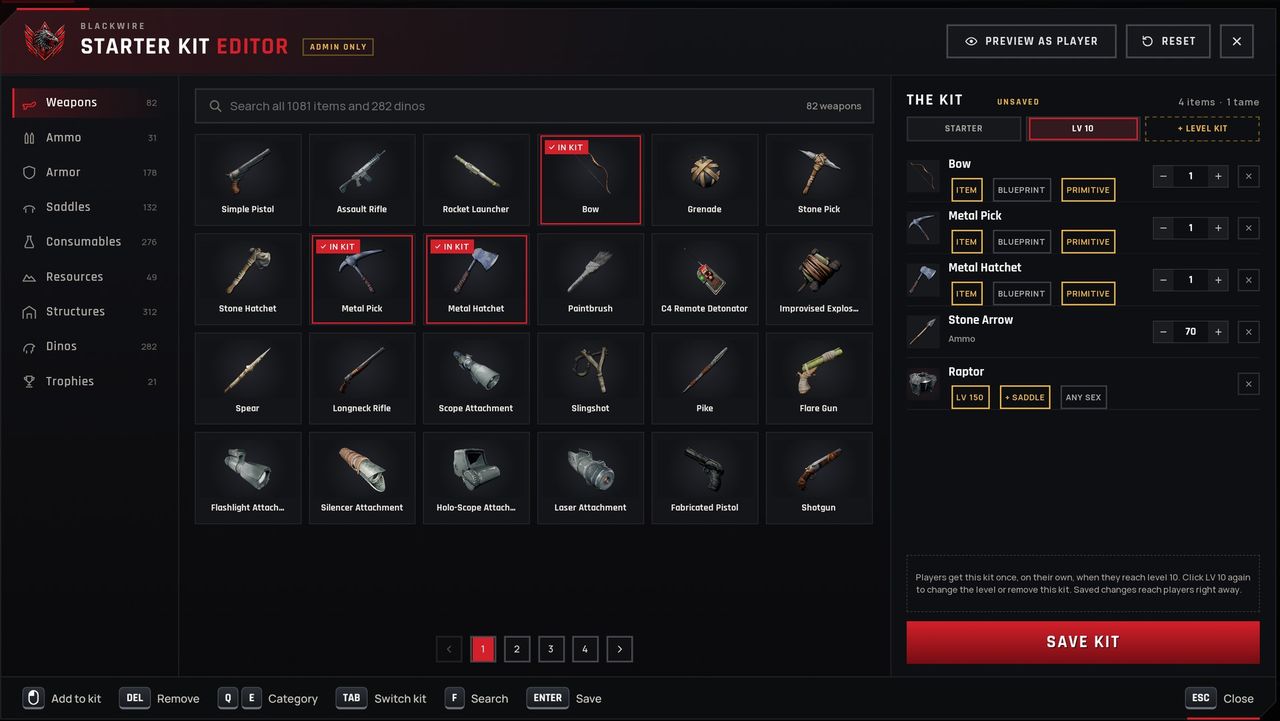 BLACKWIRE
STARTER KIT EDITOR
ADMIN ONLY
PREVIEW AS PLAYER
RESET
Weapons 82
Ammo 31
Armor 178
Saddles 132
Consumables 276
Resources 49
Structures 312
Dinos 282
Trophies 21
Search all 1081 items and 282 dinos
82 weapons
Simple Pistol
Assault Rifle
Rocket Launcher
IN KIT
Bow
Grenade
Stone Pick
Stone Hatchet
IN KIT
Metal Pick
IN KIT
Metal Hatchet
Paintbrush
C4 Remote Detonator
Improvised Explos...
Spear
Longneck Rifle
Scope Attachment
Slingshot
Pike
Flare Gun
Flashlight Attach...
Silencer Attachment
Holo-Scope Attach...
Laser Attachment
Fabricated Pistol
Shotgun
1 2 3 4
THE KIT UNSAVED 4 items · 1 tame
STARTER LV 10 + LEVEL KIT
Bow
ITEM BLUEPRINT PRIMITIVE
− 1 +
Metal Pick
ITEM BLUEPRINT PRIMITIVE
− 1 +
Metal Hatchet
ITEM BLUEPRINT PRIMITIVE
− 1 +
Stone Arrow
Ammo
− 70 +
Raptor
LV 150 + SADDLE ANY SEX
Players get this kit once, on their own, when they reach level 10. Click LV 10 again
to change the level or remove this kit. Saved changes reach players right away.
SAVE KIT
Add to kit DEL Remove Q E Category TAB Switch kit F Search ENTER Save ESC Close